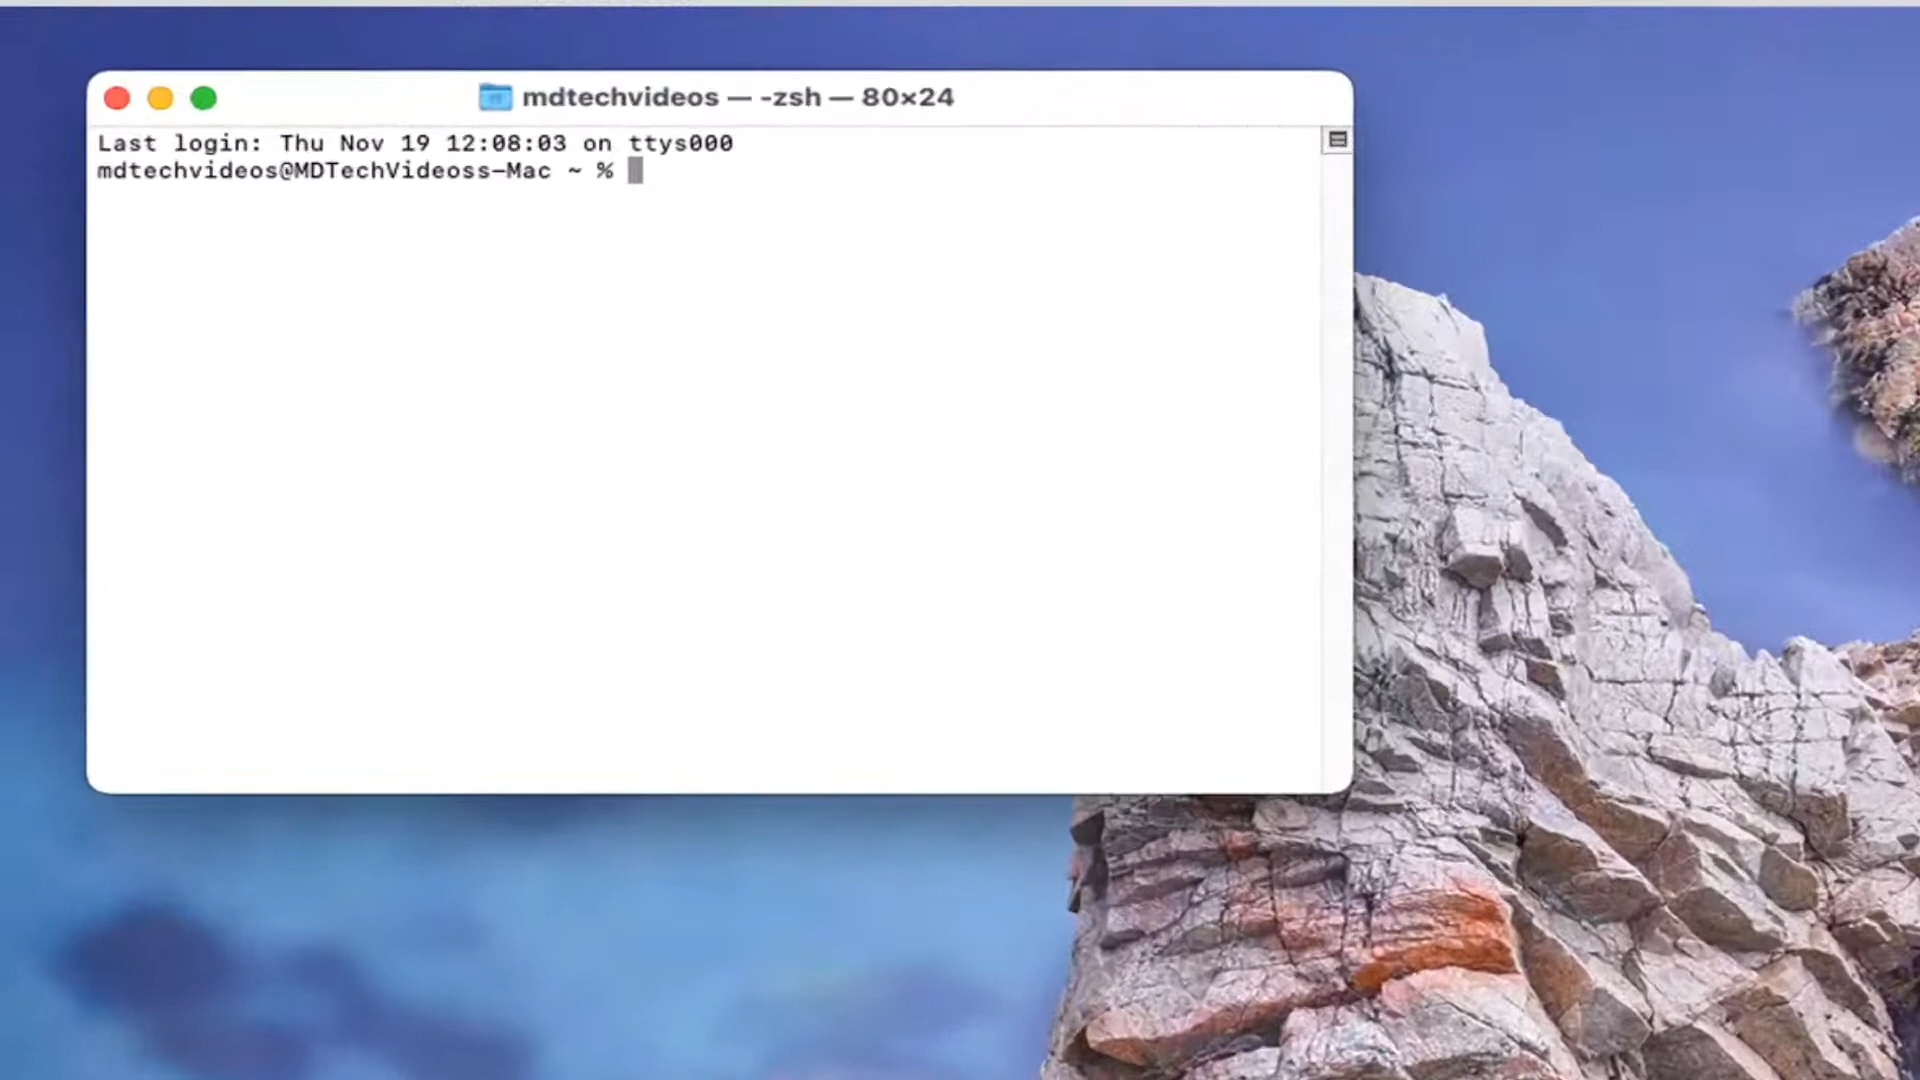 mdtechvideos — -zsh — 80×24
Last login: Thu Nov 19 12:08:03 on ttys000
mdtechvideos@MDTechVideoss-Mac ~ %